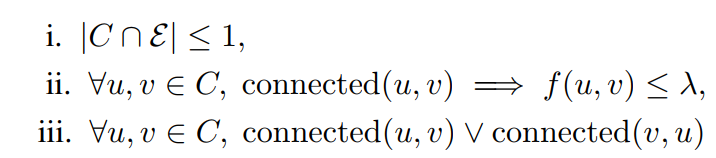 i. |C ∩ ℰ| ≤ 1,
ii. ∀u, v ∈ C, connected(u, v) ⟹ f(u, v) ≤ λ,
iii. ∀u, v ∈ C, connected(u, v) ∨ connected(v, u)